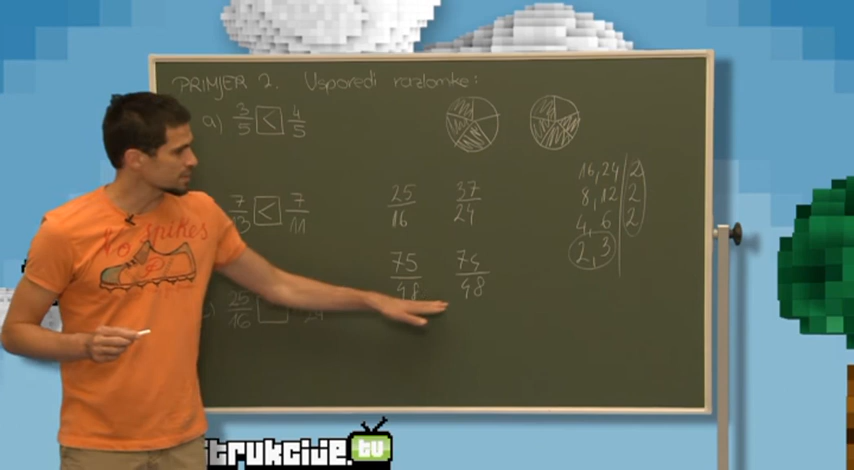 PRIMJER 2. Usporedi razlomke:
a) 3/5 < 4/5
7/13 < 7/11
25/16 37/24
75/48 74/48
c) 25/16 □ /24
16, 24 | 2
8, 12 | 2
4, 6 | 2
2, 3
No spikes
trukcije.tv